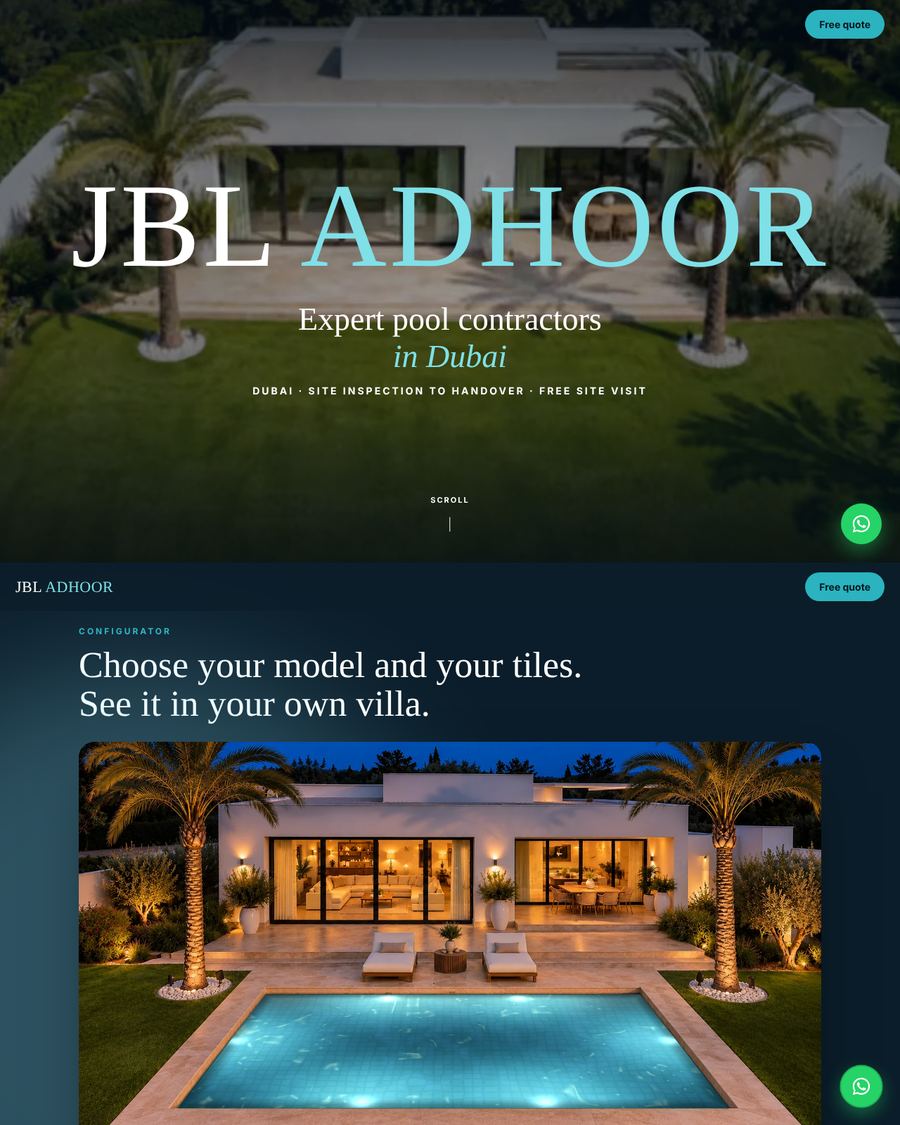 Free quote
JBL ADHOOR
Expert pool contractors
in Dubai
DUBAI · SITE INSPECTION TO HANDOVER · FREE SITE VISIT
SCROLL
JBL ADHOOR
Free quote
CONFIGURATOR
Choose your model and your tiles.
See it in your own villa.